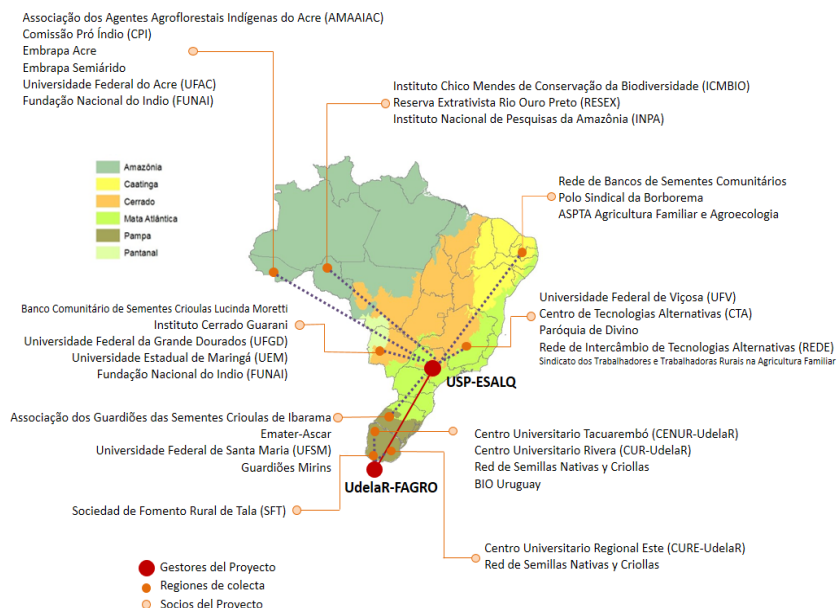 Associação dos Agentes Agroflorestais Indígenas do Acre (AMAAIAC)
Comissão Pró Índio (CPI)
Embrapa Acre
Embrapa Semiárido
Universidade Federal do Acre (UFAC)
Fundação Nacional do Indio (FUNAI)
Instituto Chico Mendes de Conservação da Biodiversidade (ICMBIO)
Reserva Extrativista Rio Ouro Preto (RESEX)
Instituto Nacional de Pesquisas da Amazônia (INPA)
Amazônia
Caatinga
Cerrado
Mata Atlântica
Pampa
Pantanal
Rede de Bancos de Sementes Comunitários
Polo Sindical da Borborema
ASPTA Agricultura Familiar e Agroecologia
Banco Comunitário de Sementes Crioulas Lucinda Moretti
Instituto Cerrado Guarani
Universidade Federal da Grande Dourados (UFGD)
Universidade Estadual de Maringá (UEM)
Fundação Nacional do Indio (FUNAI)
Universidade Federal de Viçosa (UFV)
Centro de Tecnologias Alternativas (CTA)
Paróquia de Divino
Rede de Intercâmbio de Tecnologias Alternativas (REDE)
Sindicato dos Trabalhadores e Trabalhadoras Rurais na Agricultura Familiar
USP-ESALQ
Associação dos Guardiões das Sementes Crioulas de Ibarama
Emater-Ascar
Universidade Federal de Santa Maria (UFSM)
Guardiões Mirins
Centro Universitario Tacuarembó (CENUR-UdelaR)
Centro Universitario Rivera (CUR-UdelaR)
Red de Semillas Nativas y Criollas
BIO Uruguay
UdelaR-FAGRO
Sociedad de Fomento Rural de Tala (SFT)
Centro Universitario Regional Este (CURE-UdelaR)
Red de Semillas Nativas y Criollas
Gestores del Proyecto
Regiones de colecta
Socios del Proyecto